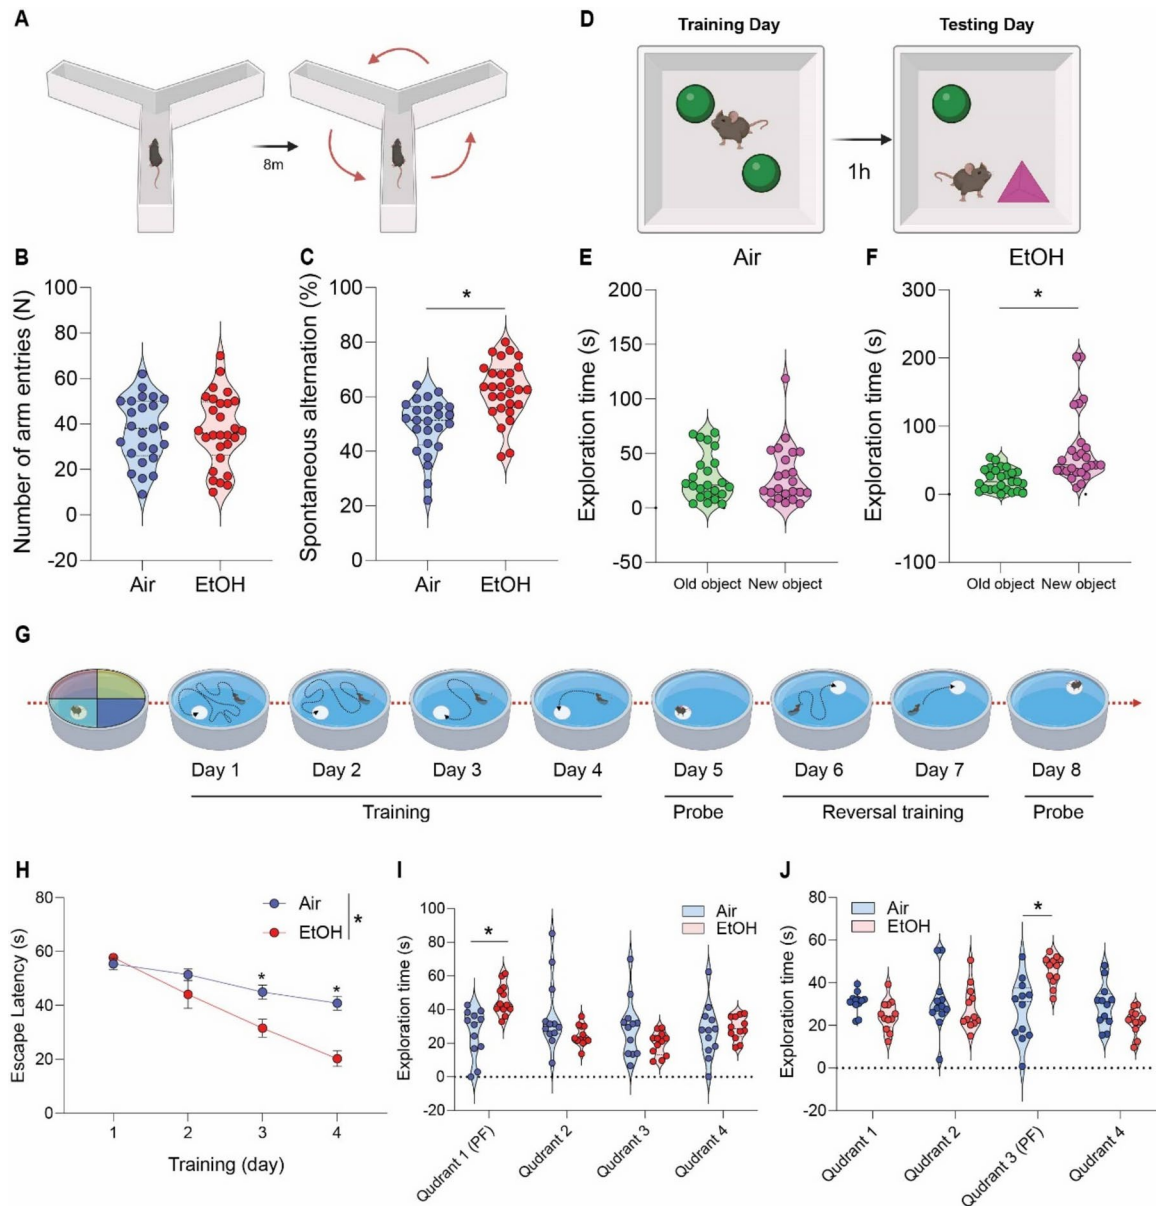 A
8m
D
Training Day
Testing Day
1h
B
Number of arm entries (N)
100
80
60
40
20
0
-20
Air
EtOH
C
Spontaneous alternation (%)
100
80
60
40
20
0
*
Air
EtOH
E
Air
Exploration time (s)
200
150
100
50
0
-50
Old object
New object
F
EtOH
Exploration time (s)
300
200
100
0
-100
*
Old object
New object
G
Day 1
Day 2
Day 3
Day 4
Day 5
Day 6
Day 7
Day 8
Training
Probe
Reversal training
Probe
H
Escape Latency (s)
80
60
40
20
0
Air
EtOH
*
*
*
1
2
3
4
Training (day)
I
Exploration time (s)
100
80
60
40
20
0
-20
Air
EtOH
*
Qudrant 1 (PF)
Qudrant 2
Qudrant 3
Qudrant 4
J
Exploration time (s)
80
60
40
20
0
-20
Air
EtOH
*
Qudrant 1
Qudrant 2
Qudrant 3 (PF)
Qudrant 4